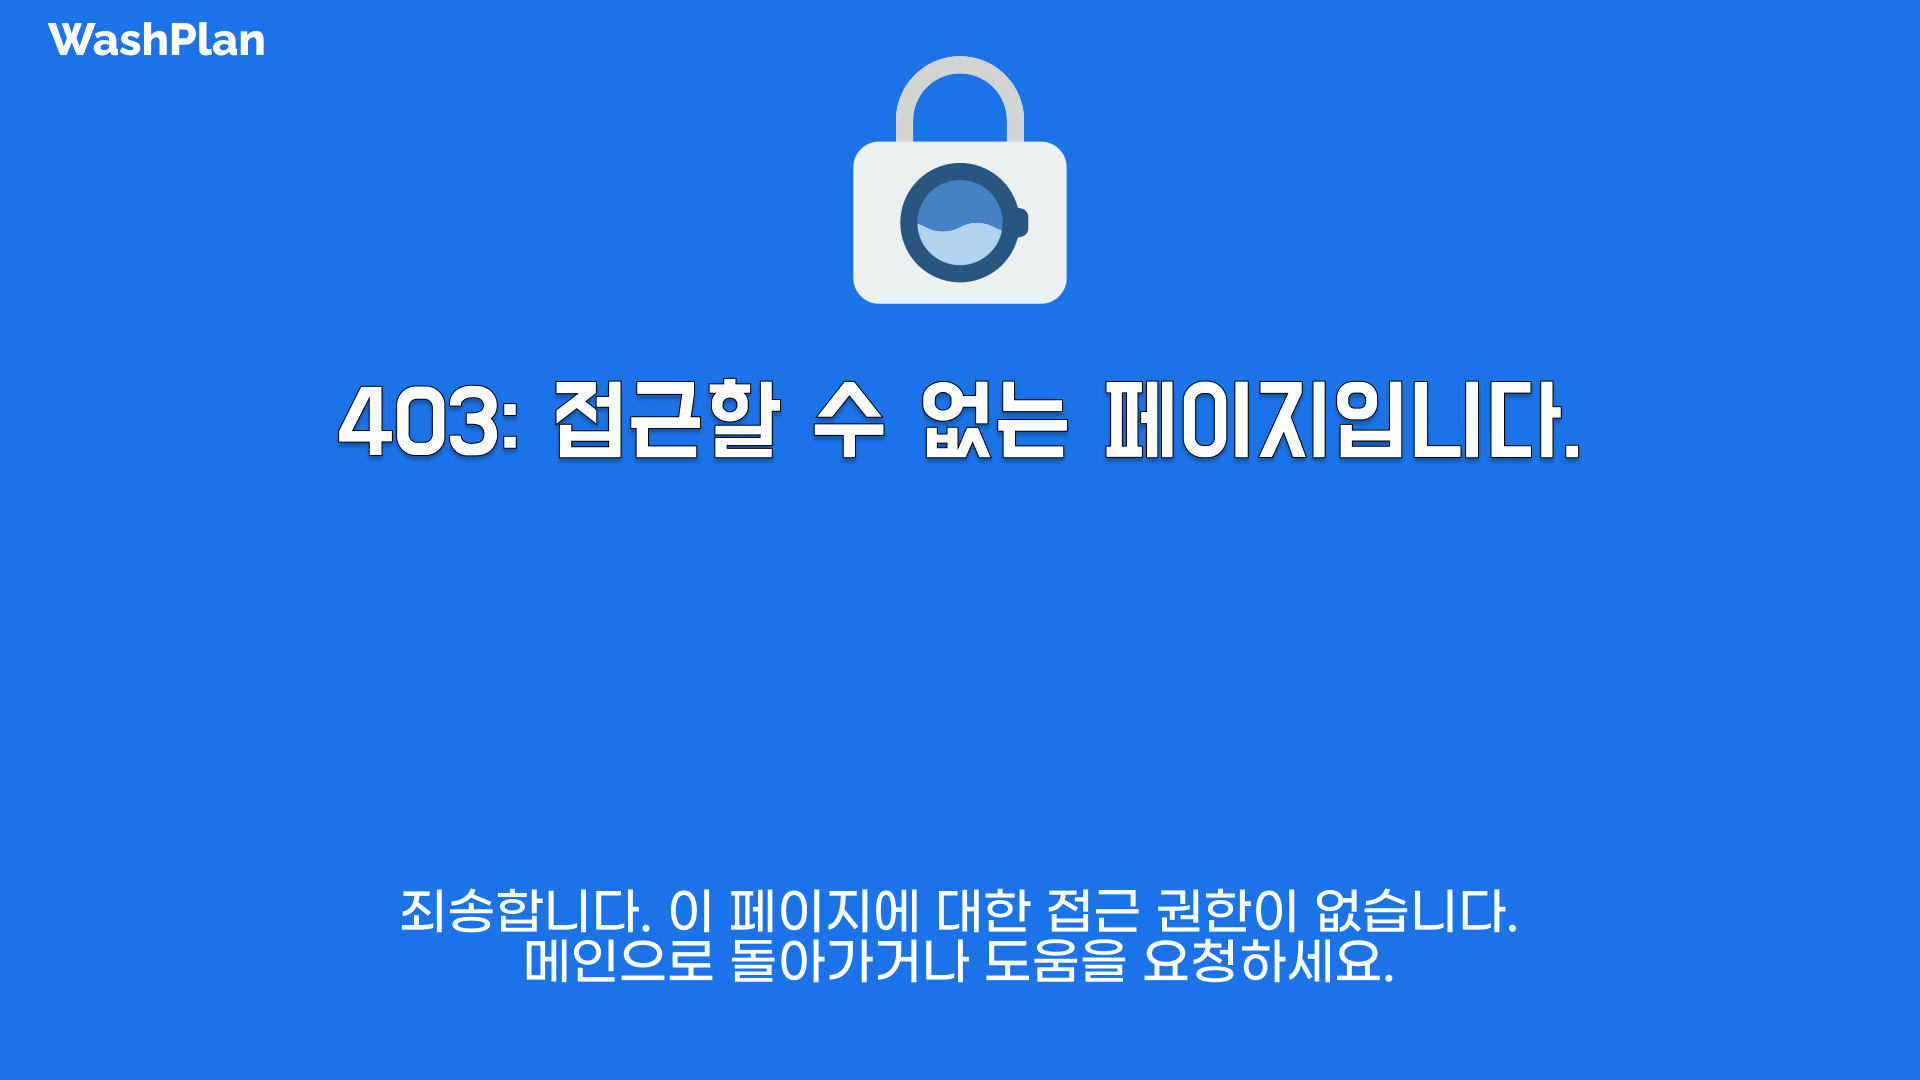 WashPlan
403: 접근할 수 없는 페이지입니다.
죄송합니다. 이 페이지에 대한 접근 권한이 없습니다.
메인으로 돌아가거나 도움을 요청하세요.